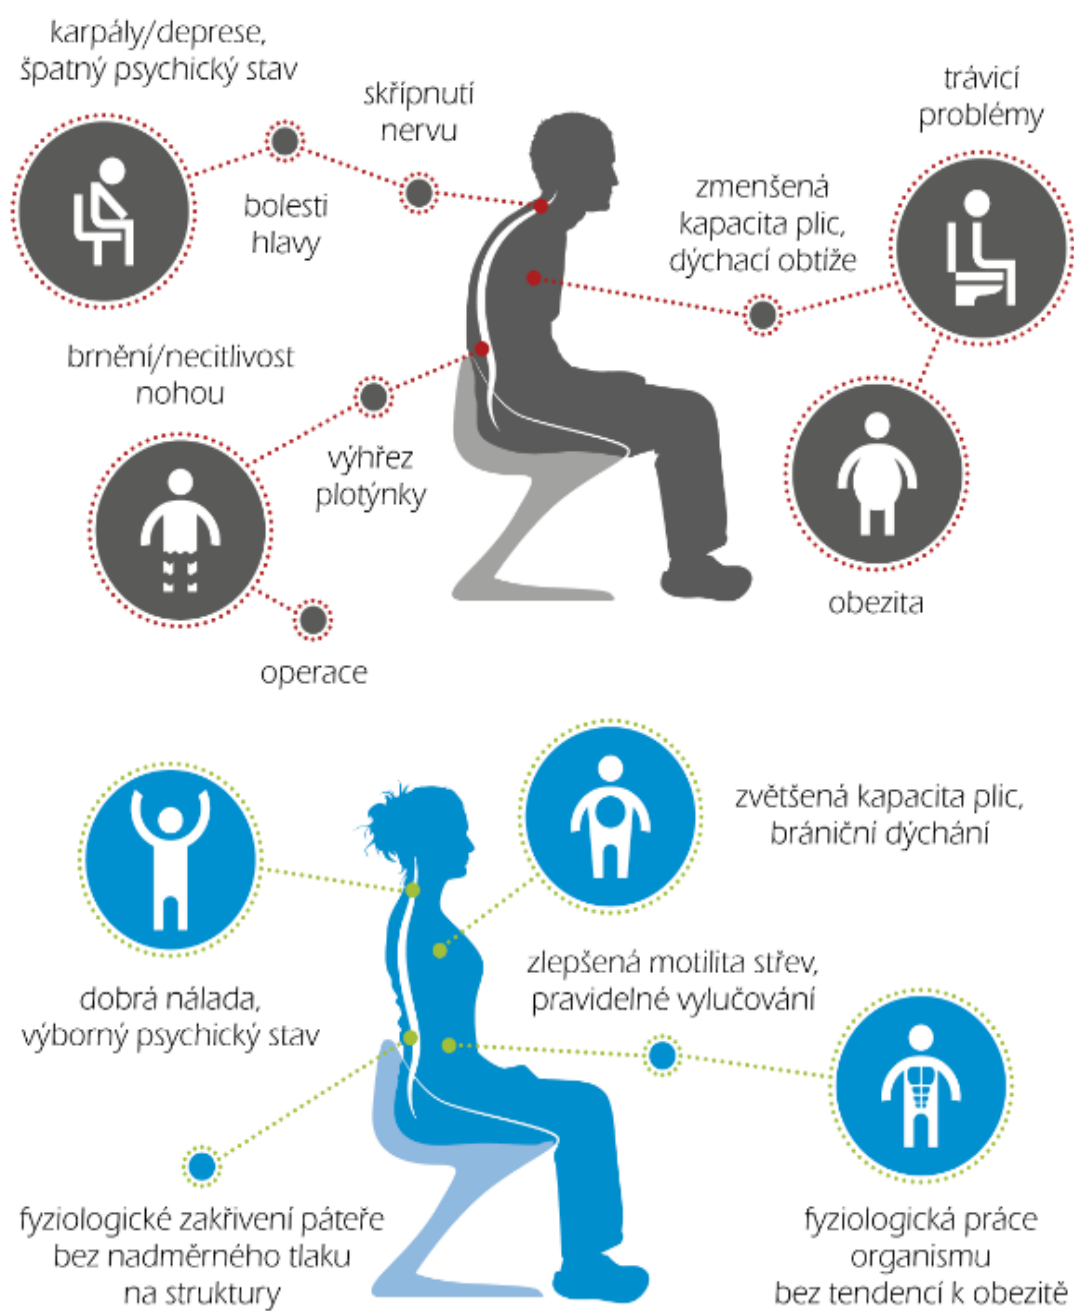 karpály/deprese,
špatný psychický stav
skřípnutí
nervu
bolesti
hlavy
trávicí
problémy
zmenšená
kapacita plic,
dýchací obtíže
brnění/necitlivost
nohou
výhřez
plotýnky
obezita
operace
zvětšená kapacita plic,
brániční dýchání
dobrá nálada,
výborný psychický stav
zlepšená motilita střev,
pravidelné vylučování
fyziologické zakřivení páteře
bez nadměrného tlaku
na struktury
fyziologická práce
organismu
bez tendencí k obezitě